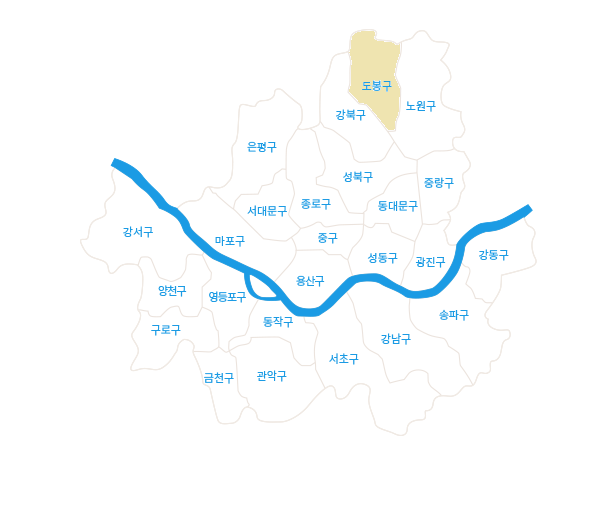 도봉구
노원구
강북구
은평구
성북구
중랑구
종로구
서대문구
동대문구
강서구
마포구
중구
성동구
광진구
강동구
용산구
양천구
영등포구
동작구
송파구
구로구
강남구
서초구
금천구
관악구